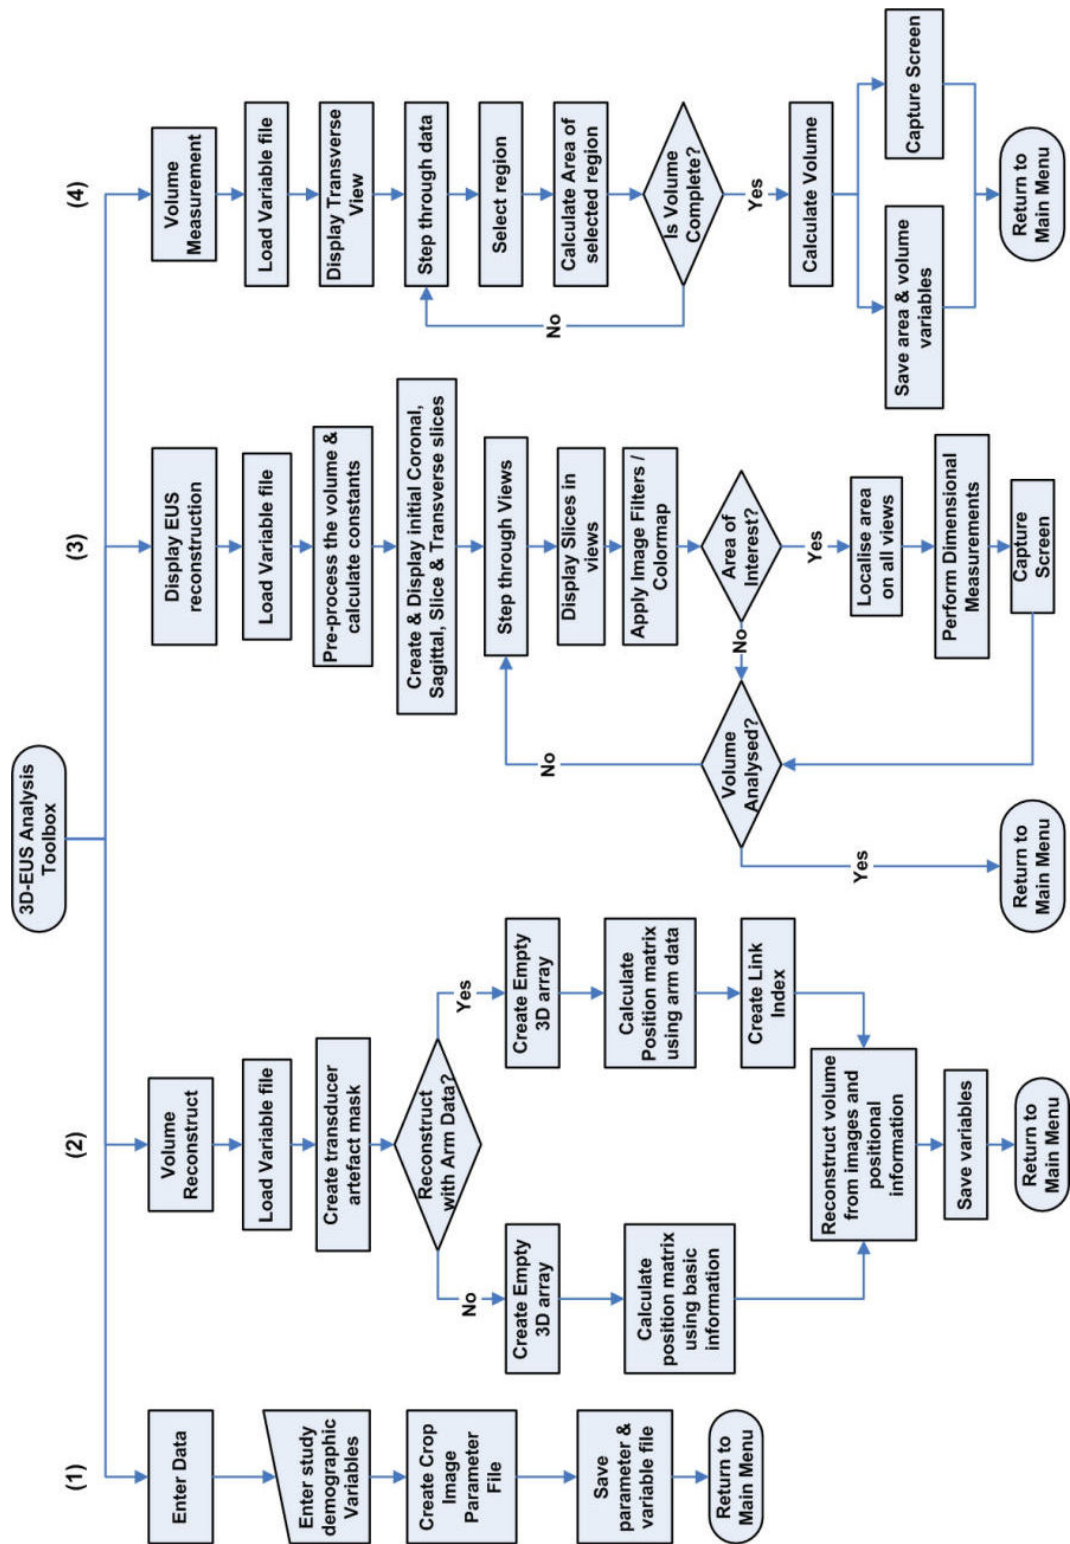 3D-EUS Analysis
Toolbox
(1)
Enter Data
Enter study
demographic
Variables
Create Crop
Image
Parameter
File
Save
parameter &
variable file
Return to
Main Menu
(2)
Volume
Reconstruct
Load Variable file
Create transducer
artefact mask
Reconstruct
with Arm Data?
No
Yes
Create Empty
3D array
Calculate
position matrix
using basic
information
Create Empty
3D array
Calculate
Position matrix
using arm data
Create Link
Index
Reconstruct volume
from images and
positional
information
Save variables
Return to
Main Menu
(3)
Display EUS
reconstruction
Load Variable file
Pre-process the volume &
calculate constants
Create & Display initial Coronal,
Sagittal, Slice & Transverse slices
Step through Views
Display Slices in
views
Apply Image Filters /
Colormap
Area of
Interest?
No
Yes
Localise area
on all views
Perform Dimensional
Measurements
Capture
Screen
Volume
Analysed?
No
Yes
Return to
Main Menu
(4)
Volume
Measurement
Load Variable file
Display Transverse
View
Step through data
Select region
Calculate Area of
selected region
Is Volume
Complete?
No
Yes
Calculate Volume
Save area & volume
variables
Capture Screen
Return to
Main Menu